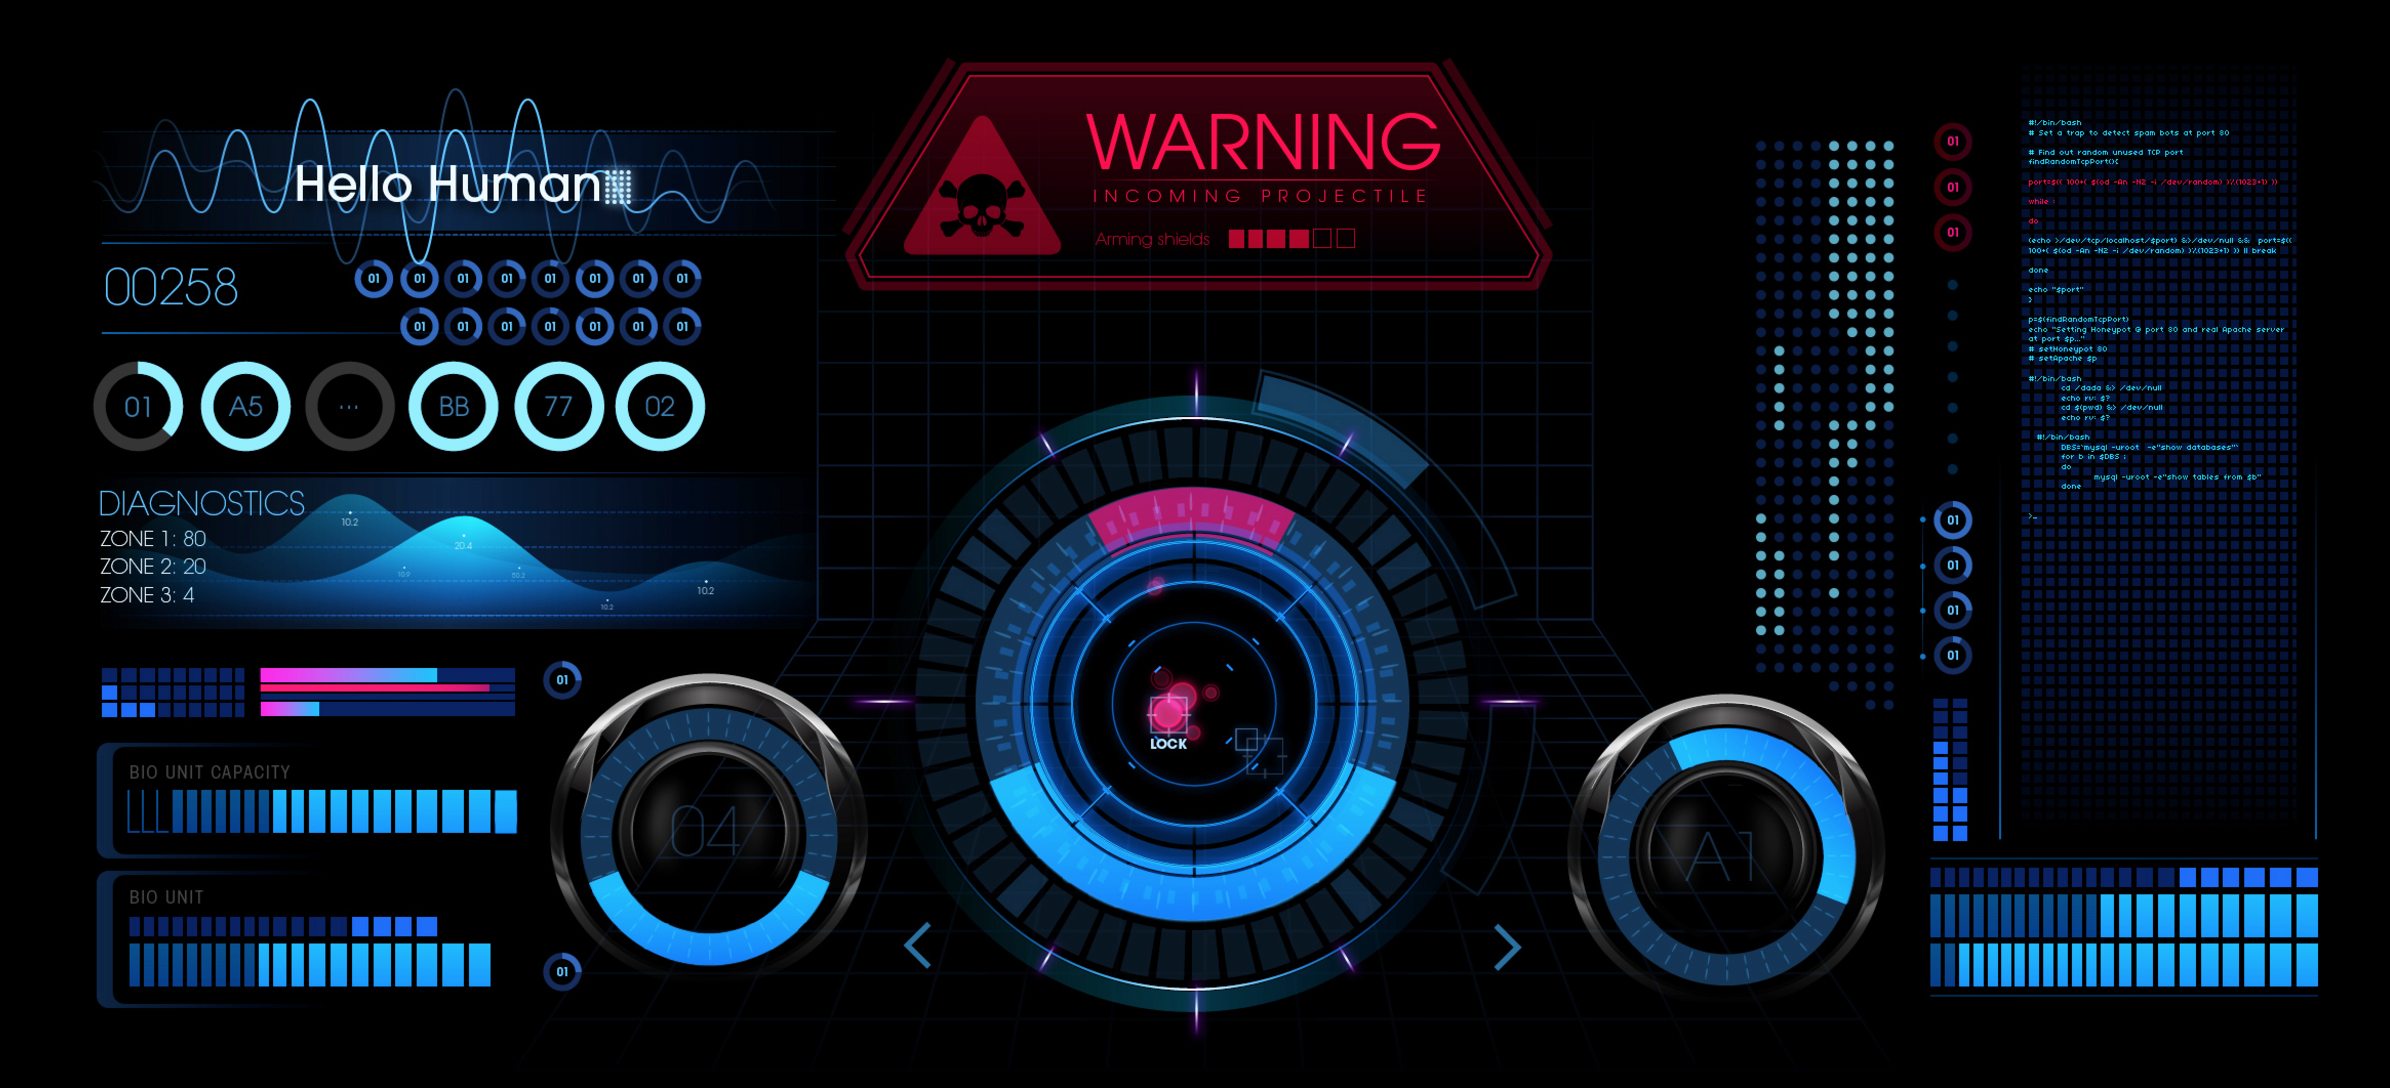 Hello Human
00258
01 01 01 01 01 01 01 01
01 01 01 01 01 01 01
01 A5 ... BB 77 02
DIAGNOSTICS
ZONE 1: 80
ZONE 2: 20
ZONE 3: 4
10.2
20.4
10.2
10.2
01
BIO UNIT CAPACITY
BIO UNIT
01
04
WARNING
INCOMING PROJECTILE
Arming shields
LOCK
A1
01
01
01
01
01
01
01
#!/bin/bash
# Set a trap to detect spam bots at port 80
# Find out random unused TCP port
findRandomTcpPort(){
port=$(( 100+( $(od -An -N2 -i /dev/random) )%(1023+1) ))
while :
do
(echo >/dev/tcp/localhost/$port) &>/dev/null && port=$((
100+( $(od -An -N2 -i /dev/random) )%(1023+1) )) || break
done
echo "$port"
}
p=$(findRandomTcpPort)
echo "Setting Honeypot @ port 80 and real Apache server
at port $p..."
# setHoneypot 80
# setApache $p
#!/bin/bash
cd /dada &> /dev/null
echo rv: $?
cd $(pwd) &> /dev/null
echo rv: $?
#!/bin/bash
DBS=`mysql -uroot -e"show databases"`
for b in $DBS ;
do
mysql -uroot -e"show tables from $b"
done
>_